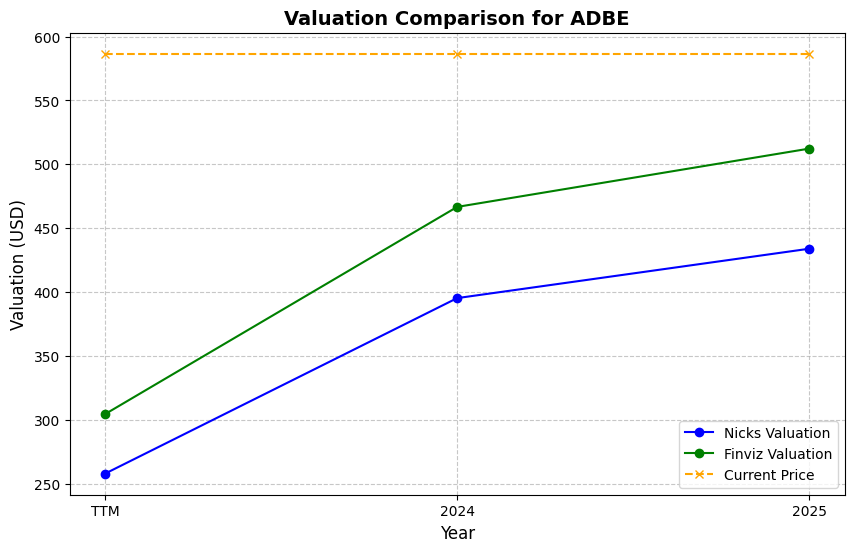 Valuation Comparison for ADBE
Valuation (USD)
600
550
500
450
400
350
300
250
TTM
2024
2025
Year
Nicks Valuation
Finviz Valuation
Current Price